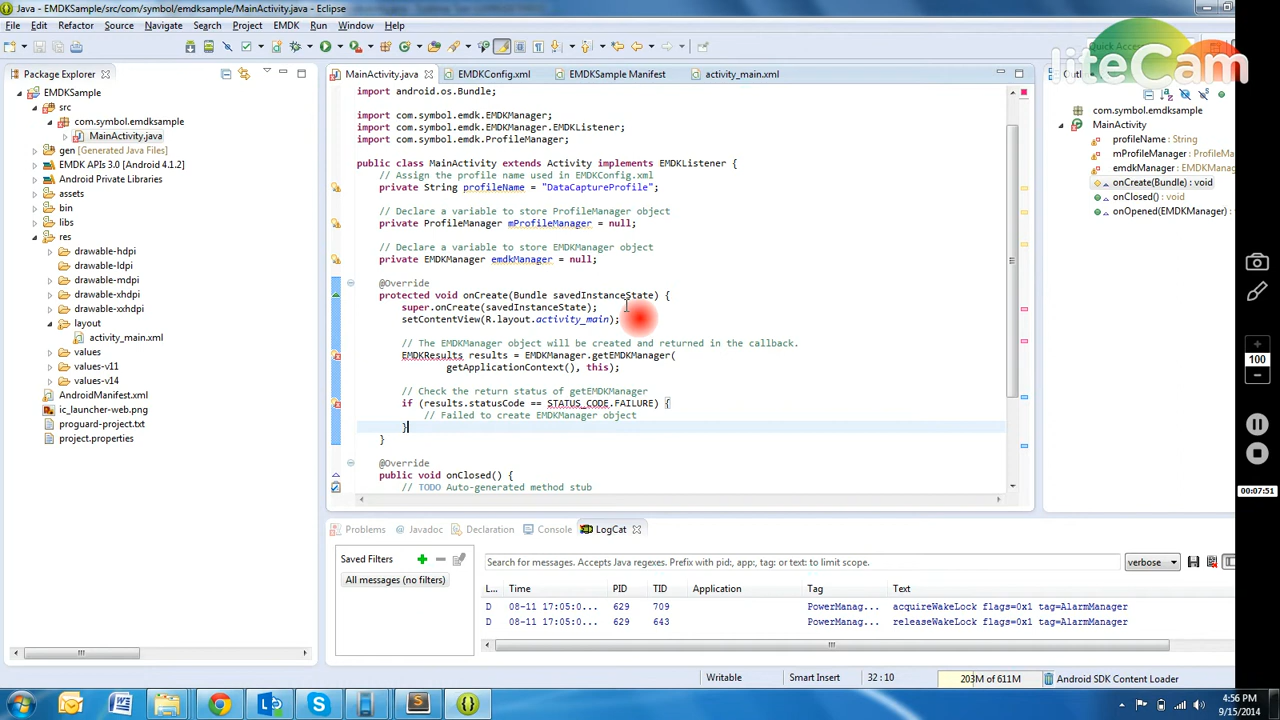 Java - EMDKSample/src/com/symbol/emdksample/MainActivity.java - Eclipse
File Edit Refactor Source Navigate Search Project EMDK Run Window Help
Quick Access
liteCam
Package Explorer
MainActivity.java
EMDKConfig.xml
EMDKSample Manifest
activity_main.xml
EMDKSample
src
com.symbol.emdksample
MainActivity.java
gen [Generated Java Files]
EMDK APIs 3.0 [Android 4.1.2]
Android Private Libraries
assets
bin
libs
res
drawable-hdpi
drawable-ldpi
drawable-mdpi
drawable-xhdpi
drawable-xxhdpi
layout
activity_main.xml
values
values-v11
values-v14
AndroidManifest.xml
ic_launcher-web.png
proguard-project.txt
project.properties
import android.os.Bundle;
import com.symbol.emdk.EMDKManager;
import com.symbol.emdk.EMDKManager.EMDKListener;
import com.symbol.emdk.ProfileManager;
public class MainActivity extends Activity implements EMDKListener {
// Assign the profile name used in EMDKConfig.xml
private String profileName = "DataCaptureProfile";
// Declare a variable to store ProfileManager object
private ProfileManager mProfileManager = null;
// Declare a variable to store EMDKManager object
private EMDKManager emdkManager = null;
@Override
protected void onCreate(Bundle savedInstanceState) {
super.onCreate(savedInstanceState);
setContentView(R.layout.activity_main);
// The EMDKManager object will be created and returned in the callback.
EMDKResults results = EMDKManager.getEMDKManager(
getApplicationContext(), this);
// Check the return status of getEMDKManager
if (results.statusCode == STATUS_CODE.FAILURE) {
// Failed to create EMDKManager object
}
}
@Override
public void onClosed() {
// TODO Auto-generated method stub
com.symbol.emdksample
MainActivity
profileName : String
mProfileManager : ProfileMa
emdkManager : EMDKManag
onCreate(Bundle) : void
onClosed() : void
onOpened(EMDKManager) : void
100
00:07:51
Problems Javadoc Declaration Console LogCat
Saved Filters
All messages (no filters)
Search for messages. Accepts Java regexes. Prefix with pid:, app:, tag: or text: to limit scope.
verbose
L... Time PID TID Application Tag Text
D 08-11 17:05:0... 629 709 PowerManag... acquireWakeLock flags=0x1 tag=AlarmManager
D 08-11 17:05:0... 629 643 PowerManag... releaseWakeLock flags=0x1 tag=AlarmManager
Writable Smart Insert 32 : 10 203M of 611M Android SDK Content Loader
4:56 PM
9/15/2014